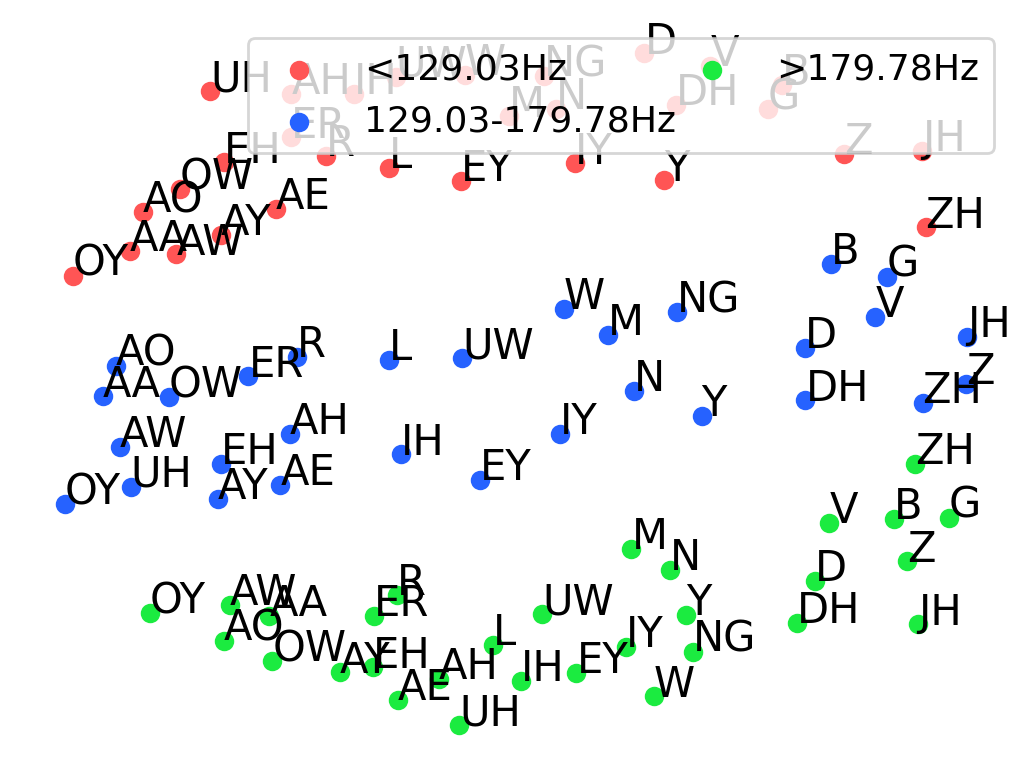 D
V
UW W NG
<129.03Hz >179.78Hz
B
UH AH IH
DH G
M N
129.03-179.78Hz
ER
R
Z JH
EH L EY IY Y
OW
AO AE
AY
ZH
OY AA AW
B
G
W M NG
V
JH
AO R L UW D
ER
AA OW
N Y DH ZH Z
AW AH IH IY
EH
OY UH AY AE EY
ZH
V B G
M N
Z
D
OY AW AA ER R UW Y DH JH
AO
OW AY EH AH L IH EY IY NG
AE UH W